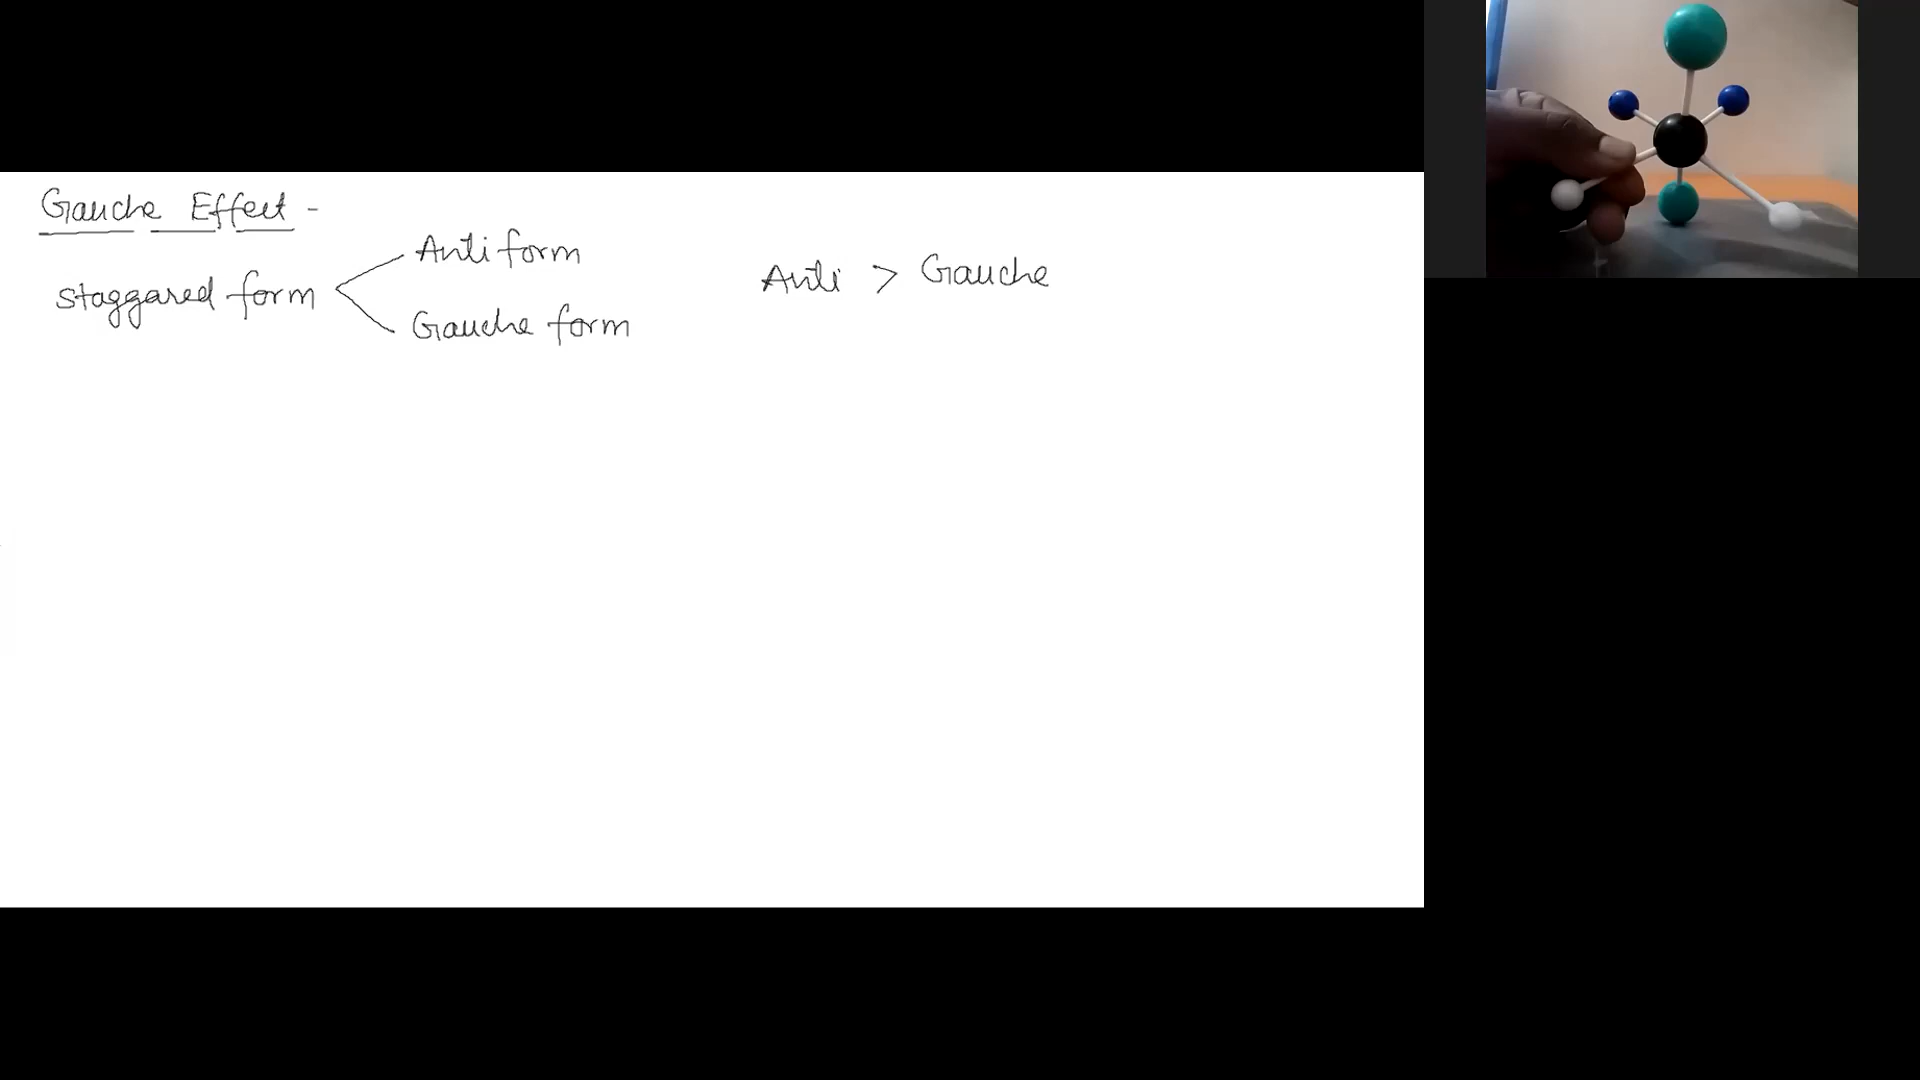 Gauche Effect -
Anti form
staggared form
Gauche form
Anti > Gauche